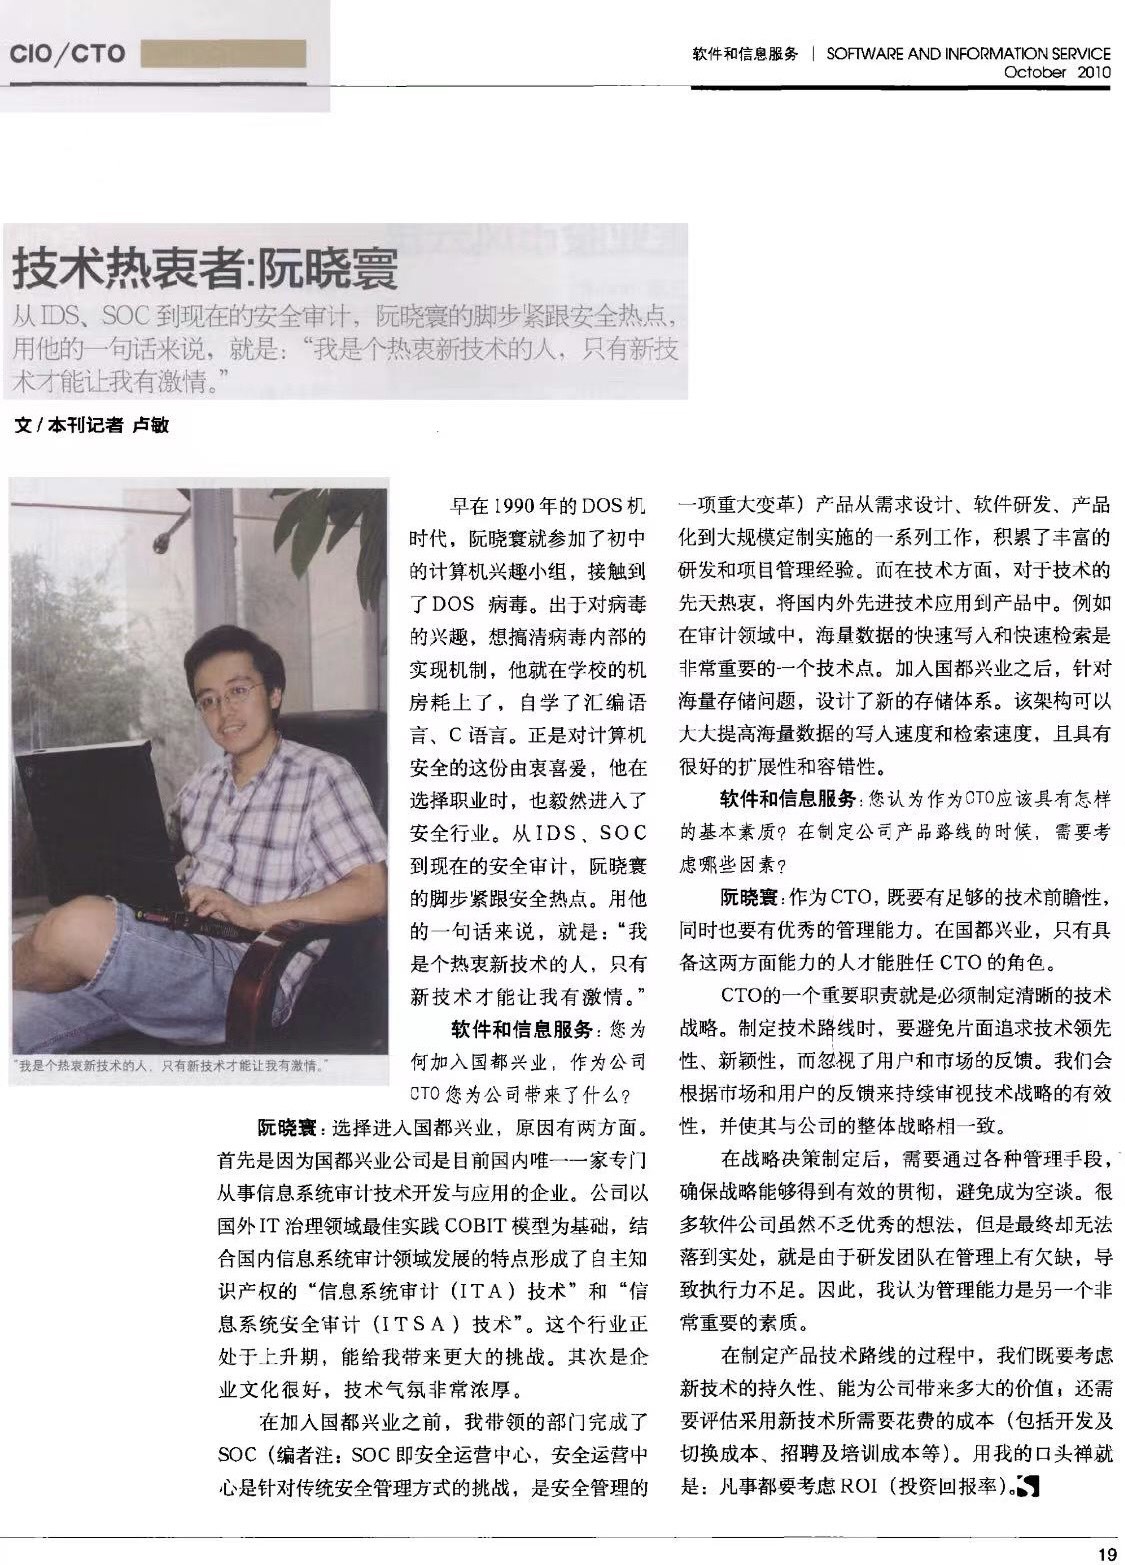 CIO/CTO
软件和信息服务 | SOFTWARE AND INFORMATION SERVICE
October 2010
技术热衷者:阮晓寰
从IDS、SOC到现在的安全审计，阮晓寰的脚步紧跟安全热点，
用他的一句话来说，就是：“我是个热衷新技术的人，只有新技
术才能让我有激情。”
文/本刊记者 卢敏
“我是个热衷新技术的人，只有新技术才能让我有激情。”
早在1990年的DOS机
时代，阮晓寰就参加了初中
的计算机兴趣小组，接触到
了DOS 病毒。出于对病毒
的兴趣，想搞清病毒内部的
实现机制，他就在学校的机
房耗上了，自学了汇编语
言、C语言。正是对计算机
安全的这份由衷喜爱，他在
选择职业时，也毅然进入了
安全行业。从IDS、SOC
到现在的安全审计，阮晓寰
的脚步紧跟安全热点。用他
的一句话来说，就是：“我
是个热衷新技术的人，只有
新技术才能让我有激情。”
软件和信息服务：您为
何加入国都兴业，作为公司
CTO您为公司带来了什么？
阮晓寰：选择进入国都兴业，原因有两方面。
首先是因为国都兴业公司是目前国内唯一一家专门
从事信息系统审计技术开发与应用的企业。公司以
国外IT治理领域最佳实践COBIT模型为基础，结
合国内信息系统审计领域发展的特点形成了自主知
识产权的“信息系统审计（ITA）技术”和“信
息系统安全审计（ITSA）技术”。这个行业正
处于上升期，能给我带来更大的挑战。其次是企
业文化很好，技术气氛非常浓厚。
在加入国都兴业之前，我带领的部门完成了
SOC（编者注：SOC即安全运营中心，安全运营中
心是针对传统安全管理方式的挑战，是安全管理的
一项重大变革）产品从需求设计、软件研发、产品
化到大规模定制实施的一系列工作，积累了丰富的
研发和项目管理经验。而在技术方面，对于技术的
先天热衷，将国内外先进技术应用到产品中。例如
在审计领域中，海量数据的快速写入和快速检索是
非常重要的一个技术点。加入国都兴业之后，针对
海量存储问题，设计了新的存储体系。该架构可以
大大提高海量数据的写入速度和检索速度，且具有
很好的扩展性和容错性。
软件和信息服务：您认为作为CTO应该具有怎样
的基本素质？在制定公司产品路线的时候，需要考
虑哪些因素？
阮晓寰：作为CTO，既要有足够的技术前瞻性，
同时也要有优秀的管理能力。在国都兴业，只有具
备这两方面能力的人才能胜任CTO的角色。
CTO的一个重要职责就是必须制定清晰的技术
战略。制定技术路线时，要避免片面追求技术领先
性、新颖性，而忽视了用户和市场的反馈。我们会
根据市场和用户的反馈来持续审视技术战略的有效
性，并使其与公司的整体战略相一致。
在战略决策制定后，需要通过各种管理手段，
确保战略能够得到有效的贯彻，避免成为空谈。很
多软件公司虽然不乏优秀的想法，但是最终却无法
落到实处，就是由于研发团队在管理上有欠缺，导
致执行力不足。因此，我认为管理能力是另一个非
常重要的素质。
在制定产品技术路线的过程中，我们既要考虑
新技术的持久性、能为公司带来多大的价值；还需
要评估采用新技术所需要花费的成本（包括开发及
切换成本、招聘及培训成本等）。用我的口头禅就
是：凡事都要考虑ROI（投资回报率）。
19